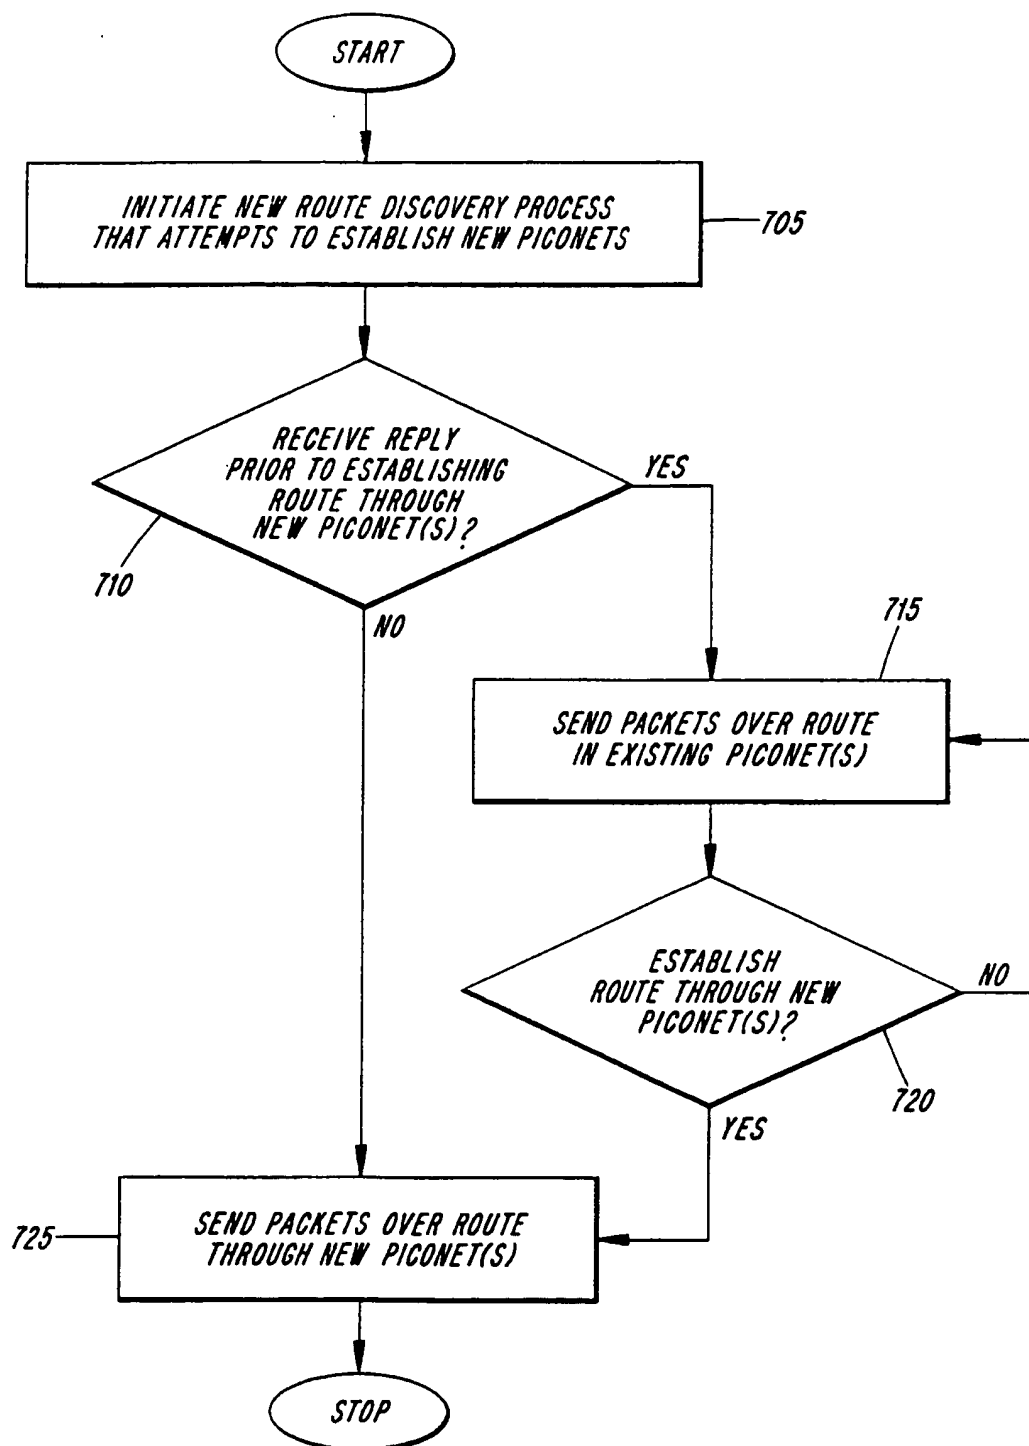 START
INITIATE NEW ROUTE DISCOVERY PROCESS
THAT ATTEMPTS TO ESTABLISH NEW PICONETS
705
RECEIVE REPLY
PRIOR TO ESTABLISHING
ROUTE THROUGH
NEW PICONET(S)?
YES
710
NO
715
SEND PACKETS OVER ROUTE
IN EXISTING PICONET(S)
ESTABLISH
ROUTE THROUGH NEW
PICONET(S)?
NO
720
YES
725
SEND PACKETS OVER ROUTE
THROUGH NEW PICONET(S)
STOP